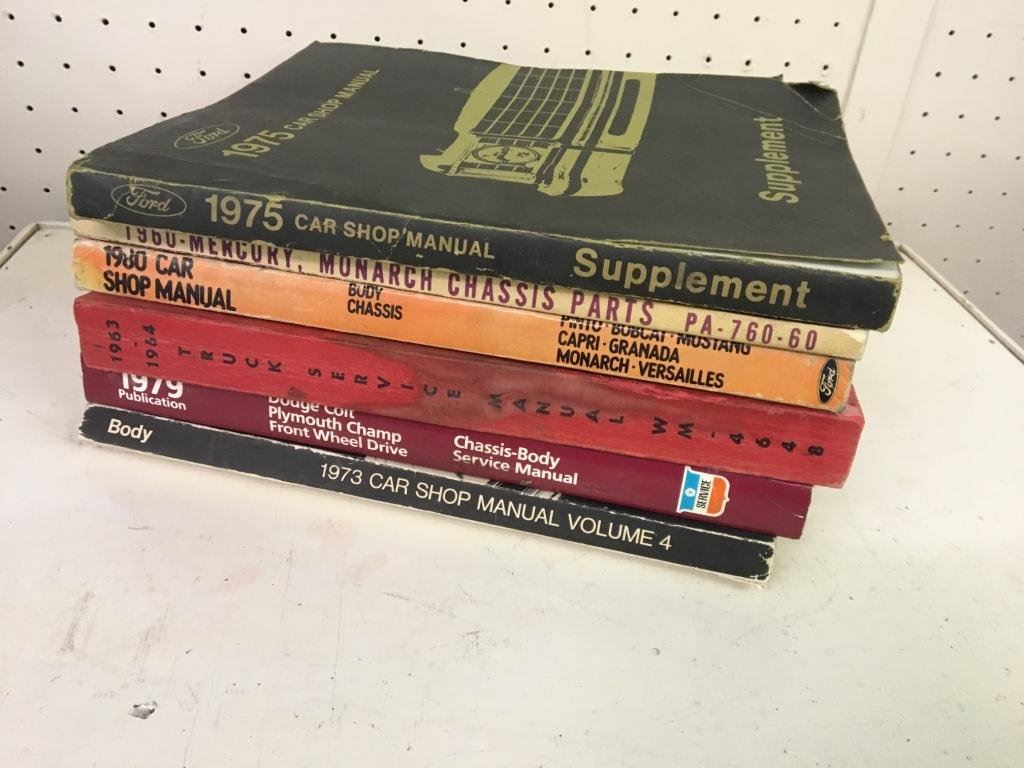 Ford
1975 CAR SHOP MANUAL
Supplement
Ford
1975 CAR SHOP MANUAL Supplement
1960-MERCURY, MONARCH CHASSIS PARTS PA-760-60
1980 CAR
SHOP MANUAL
BODY
CHASSIS
PINTO · BOBCAT · MUSTANG
CAPRI · GRANADA
MONARCH · VERSAILLES
Ford
1963
- 1964
TRUCK SERVICE MANUAL WM-4648
1979
Publication
Dodge Colt
Plymouth Champ
Front Wheel Drive
Chassis-Body
Service Manual
SERVICE
Body
1973 CAR SHOP MANUAL VOLUME 4